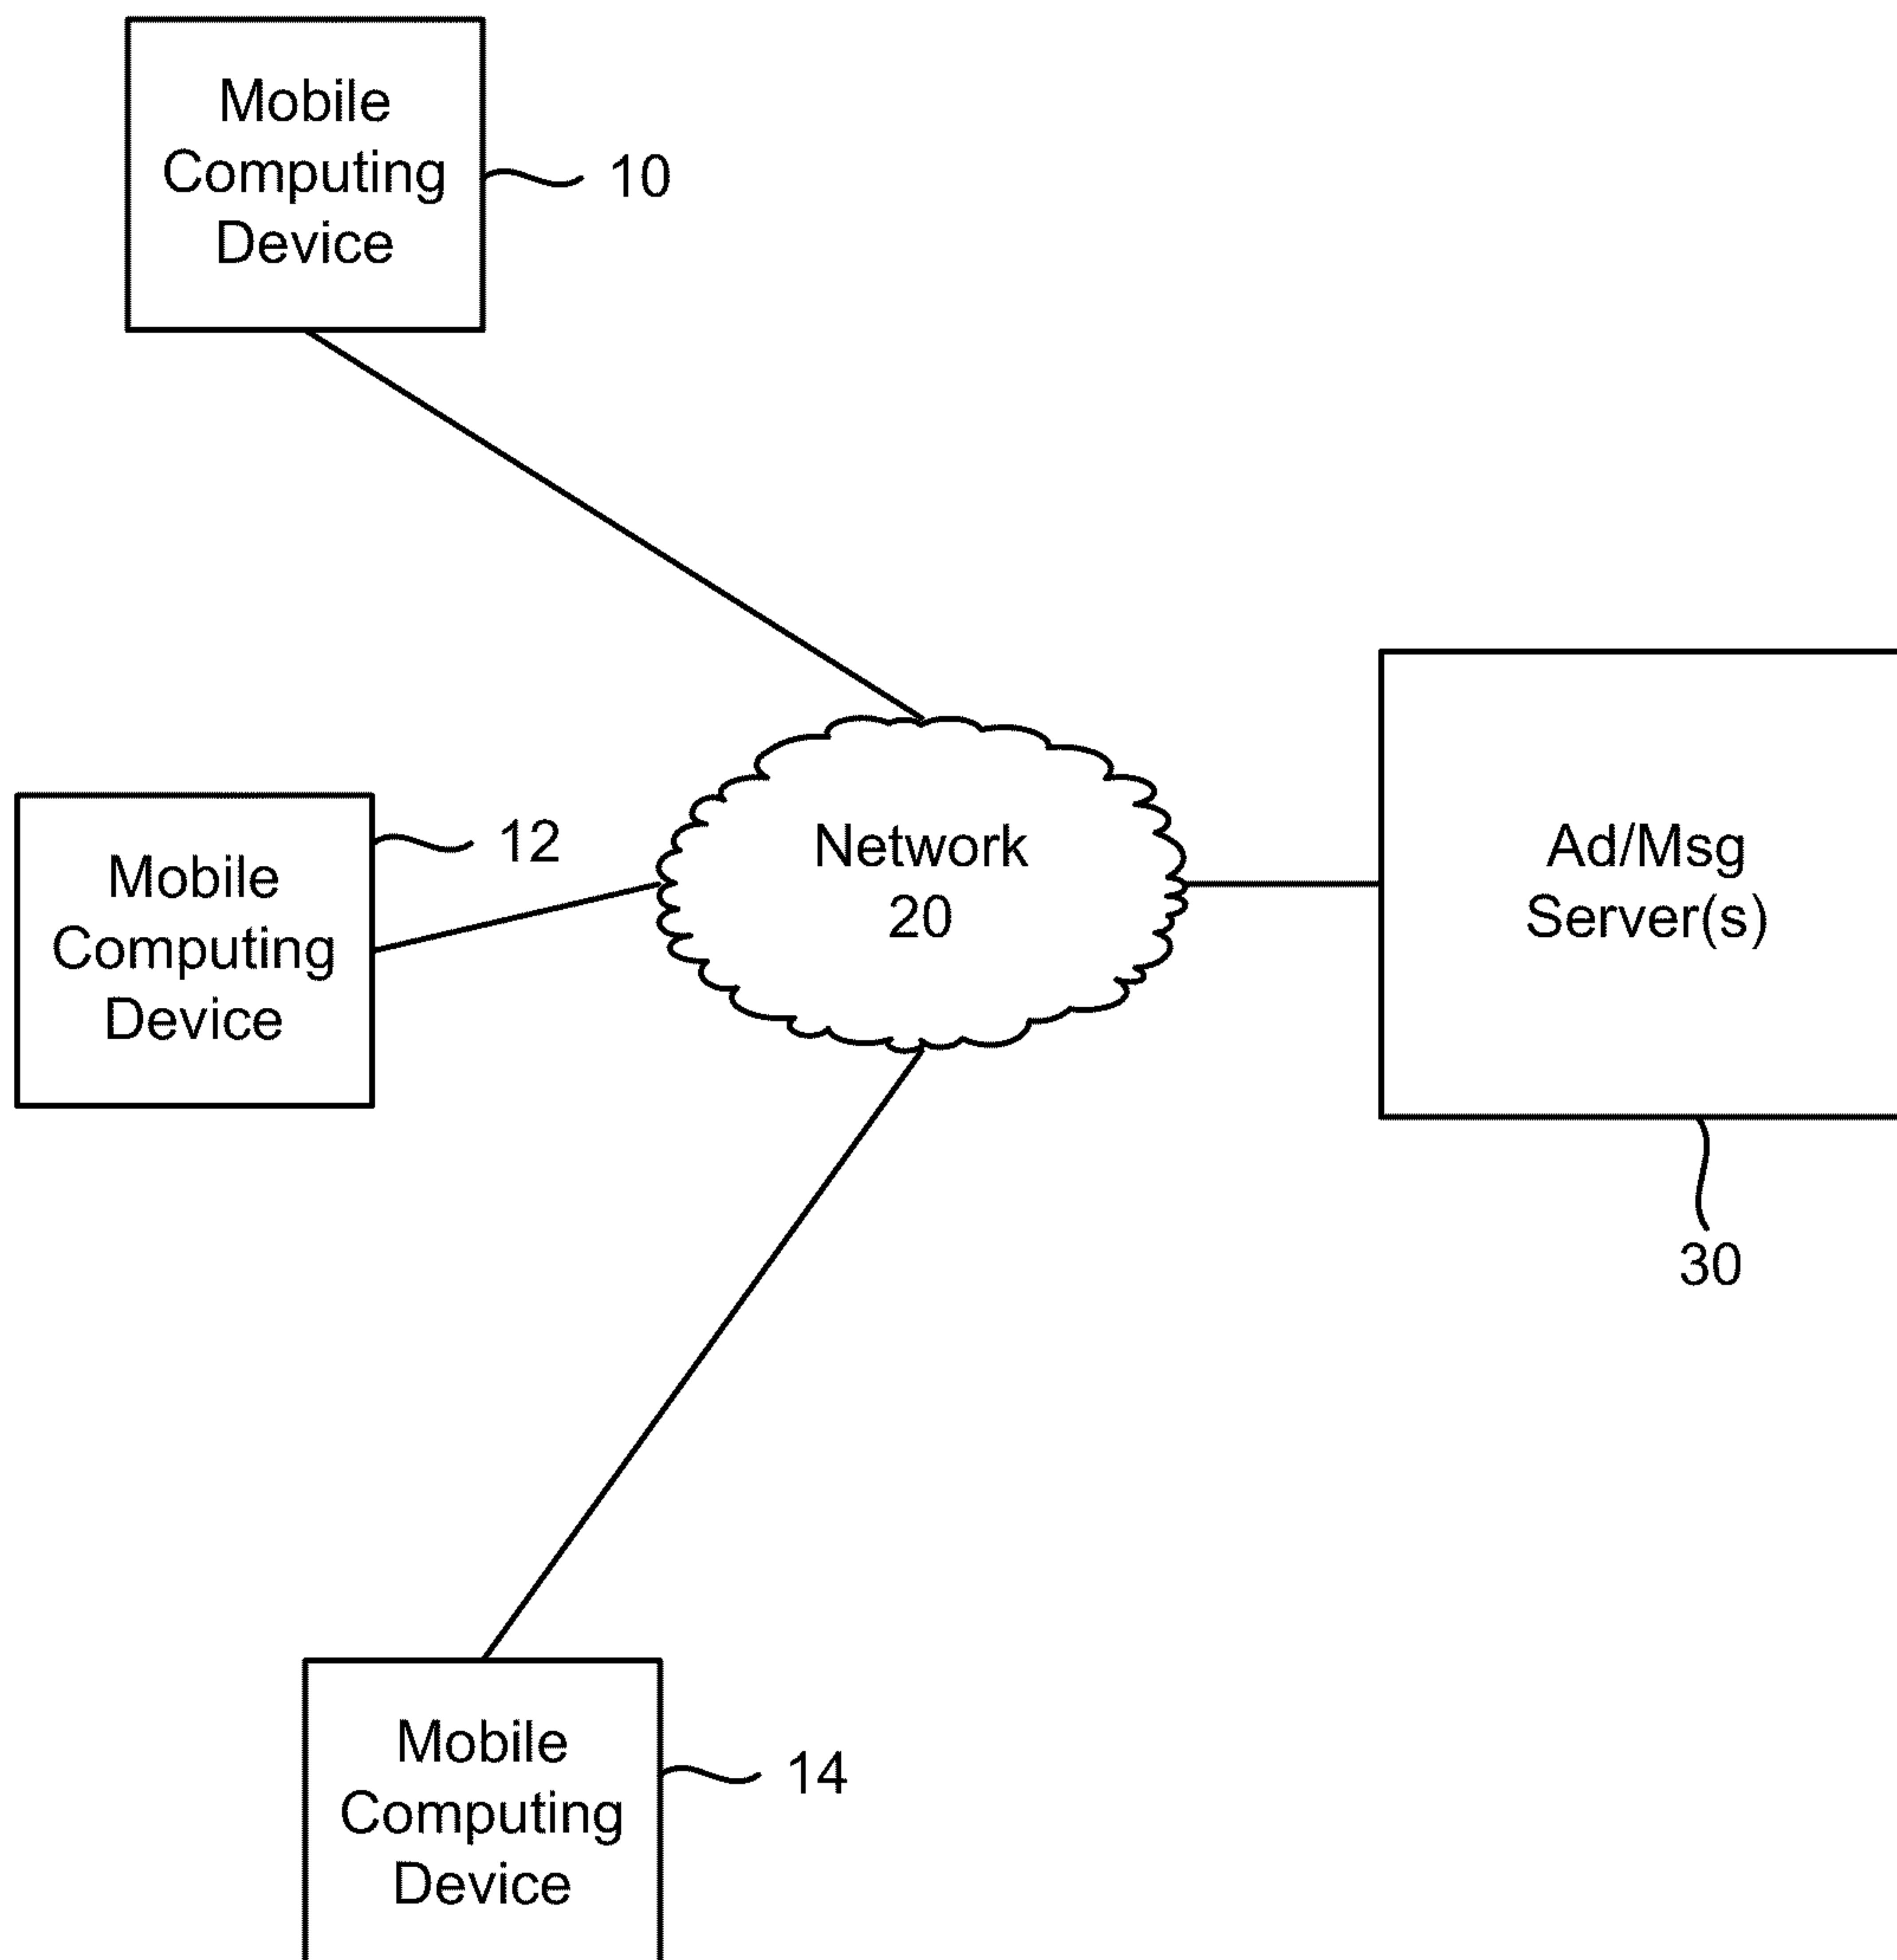 Mobile
Computing
Device
10
12
Mobile
Computing
Device
Network
20
Ad/Msg
Server(s)
30
Mobile
Computing
Device
14